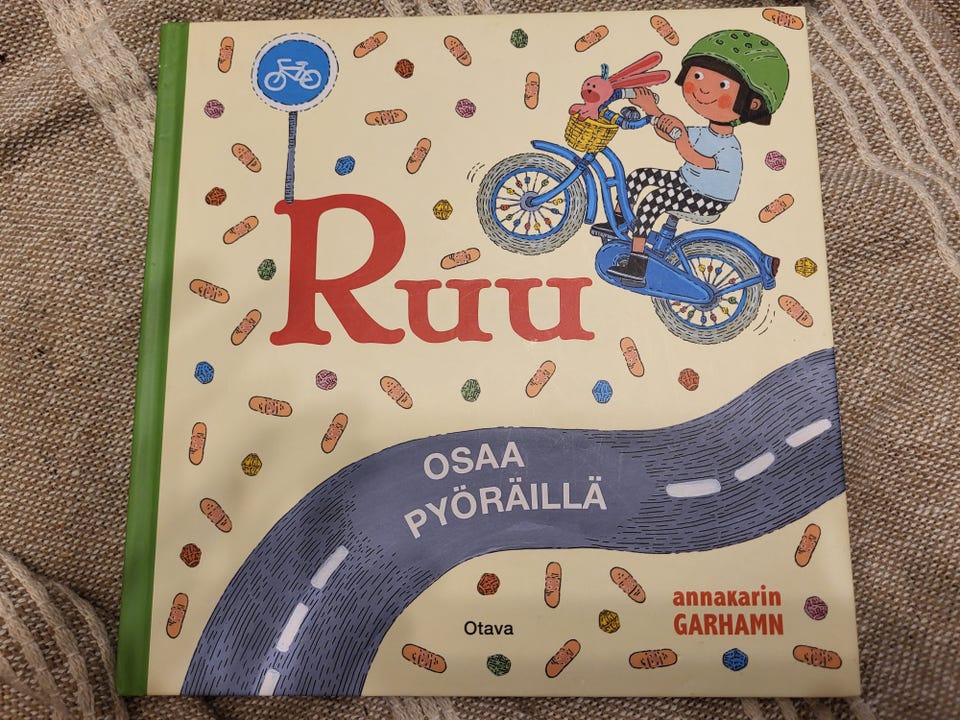 Ruu
OSAA
PYÖRÄILLÄ
annakarin
GARHAMN
Otava